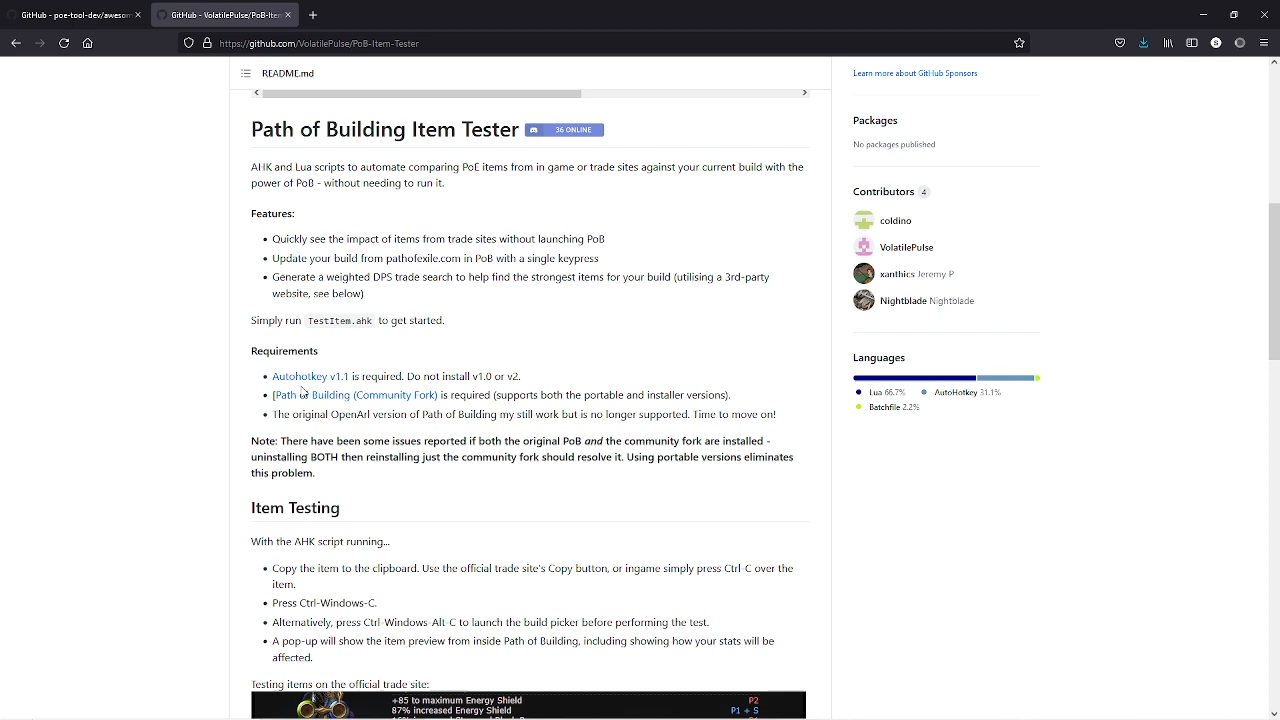 GitHub - poe-tool-dev/awesom
GitHub - VolatilePulse/PoB-Item
https://github.com/VolatilePulse/PoB-Item-Tester
S
README.md
Learn more about GitHub Sponsors
Path of Building Item Tester
36 ONLINE
AHK and Lua scripts to automate comparing PoE items from in game or trade sites against your current build with the
power of PoB - without needing to run it.
Features:
Quickly see the impact of items from trade sites without launching PoB
Update your build from pathofexile.com in PoB with a single keypress
Generate a weighted DPS trade search to help find the strongest items for your build (utilising a 3rd-party
website, see below)
Simply run TestItem.ahk to get started.
Requirements
Autohotkey v1.1 is required. Do not install v1.0 or v2.
[Path of Building (Community Fork) is required (supports both the portable and installer versions).
The original OpenArl version of Path of Building my still work but is no longer supported. Time to move on!
Note: There have been some issues reported if both the original PoB and the community fork are installed -
uninstalling BOTH then reinstalling just the community fork should resolve it. Using portable versions eliminates
this problem.
Item Testing
With the AHK script running...
Copy the item to the clipboard. Use the official trade site's Copy button, or ingame simply press Ctrl-C over the
item.
Press Ctrl-Windows-C.
Alternatively, press Ctrl-Windows-Alt-C to launch the build picker before performing the test.
A pop-up will show the item preview from inside Path of Building, including showing how your stats will be
affected.
Testing items on the official trade site:
+85 to maximum Energy Shield P2
87% increased Energy Shield P1 + S
Packages
No packages published
Contributors 4
coldino
VolatilePulse
xanthics Jeremy P
Nightblade Nightblade
Languages
Lua 66.7% AutoHotkey 31.1%
Batchfile 2.2%